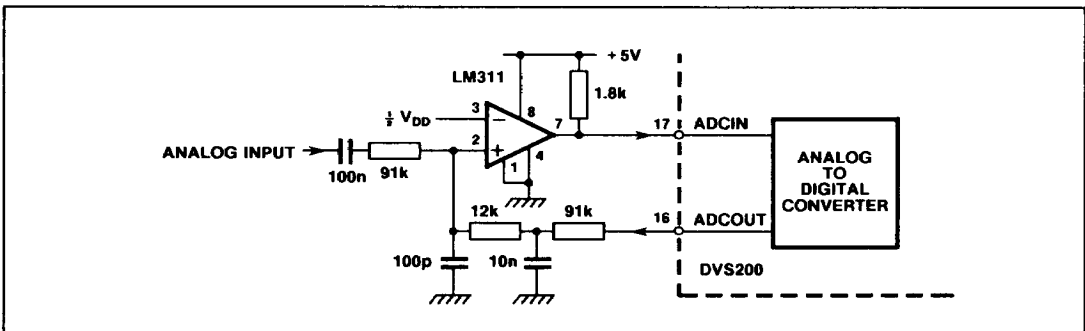 +5V
LM311
1.8k
8
½ VDD
3
−
7
17
ADCIN
2
+
4
1
ANALOG INPUT
100n
91k
ANALOG
TO
DIGITAL
CONVERTER
12k
91k
16
ADCOUT
100p
10n
DVS200